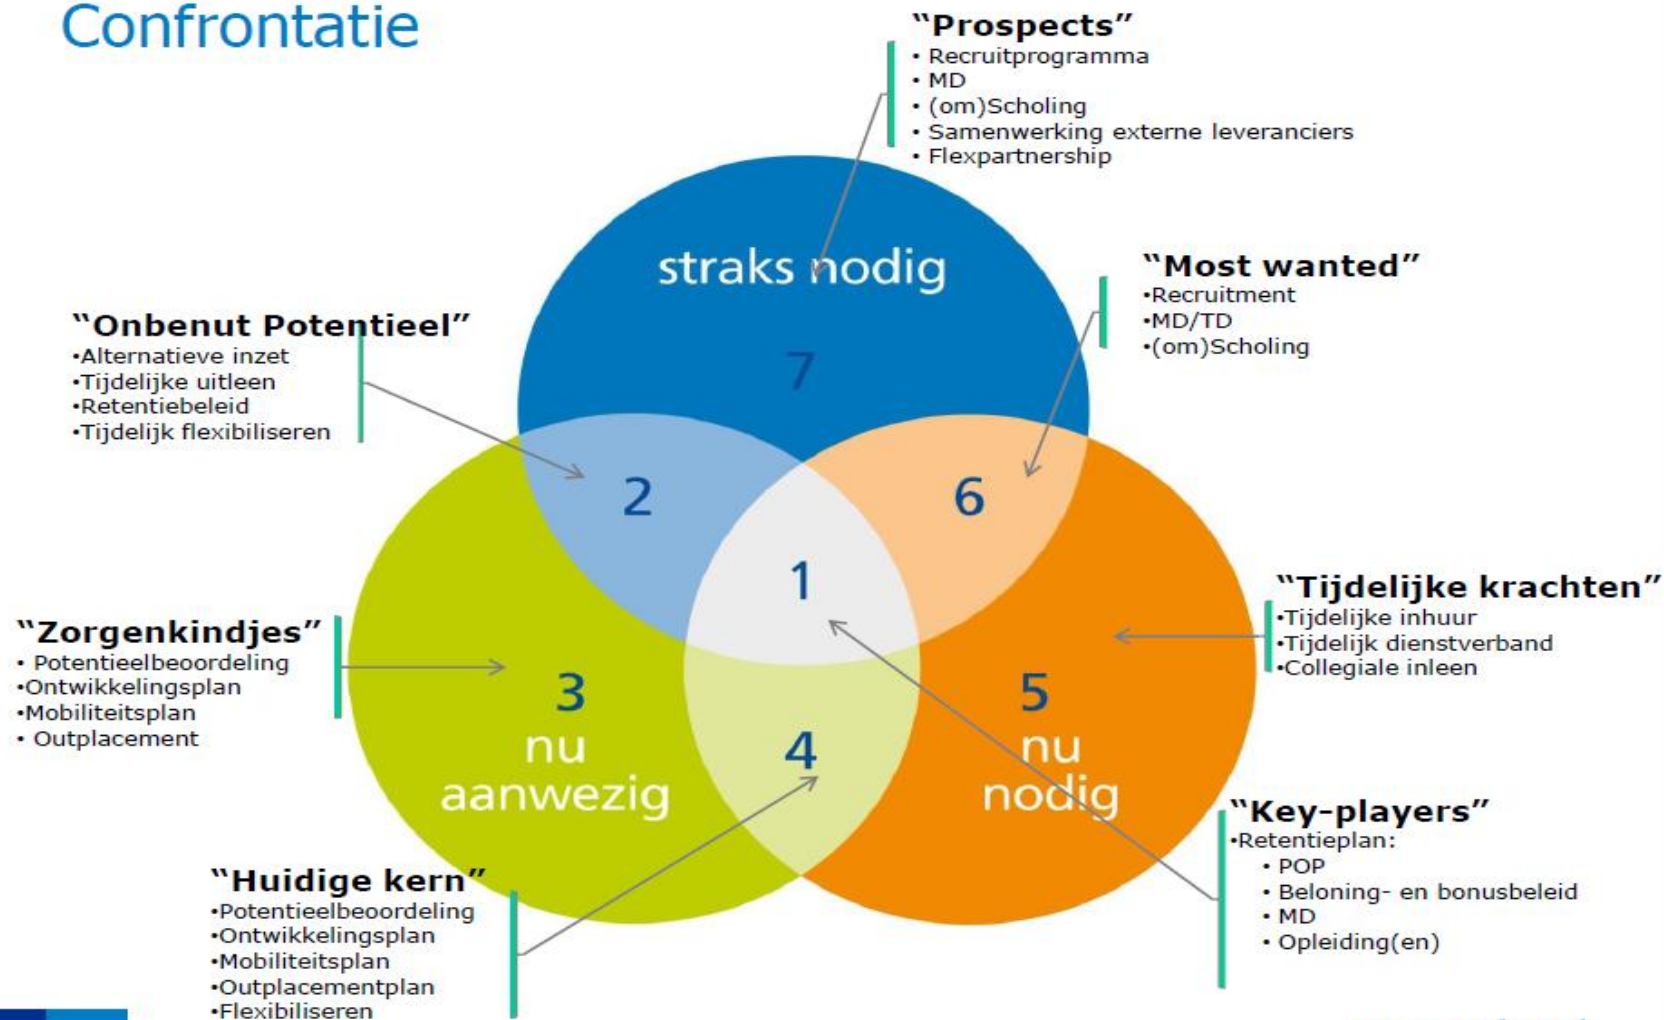 Confrontatie
“Prospects”
• Recruitprogramma
• MD
• (om)Scholing
• Samenwerking externe leveranciers
• Flexpartnership
straks nodig
7
“Most wanted”
•Recruitment
•MD/TD
•(om)Scholing
“Onbenut Potentieel”
•Alternatieve inzet
•Tijdelijke uitleen
•Retentiebeleid
•Tijdelijk flexibiliseren
2
6
1
“Tijdelijke krachten”
•Tijdelijke inhuur
•Tijdelijk dienstverband
•Collegiale inleen
“Zorgenkindjes”
• Potentieelbeoordeling
•Ontwikkelingsplan
•Mobiliteitsplan
• Outplacement
3
nu
aanwezig
4
5
nu
nodig
“Key-players”
•Retentieplan:
• POP
• Beloning- en bonusbeleid
• MD
• Opleiding(en)
“Huidige kern”
•Potentieelbeoordeling
•Ontwikkelingsplan
•Mobiliteitsplan
•Outplacementplan
•Flexibiliseren